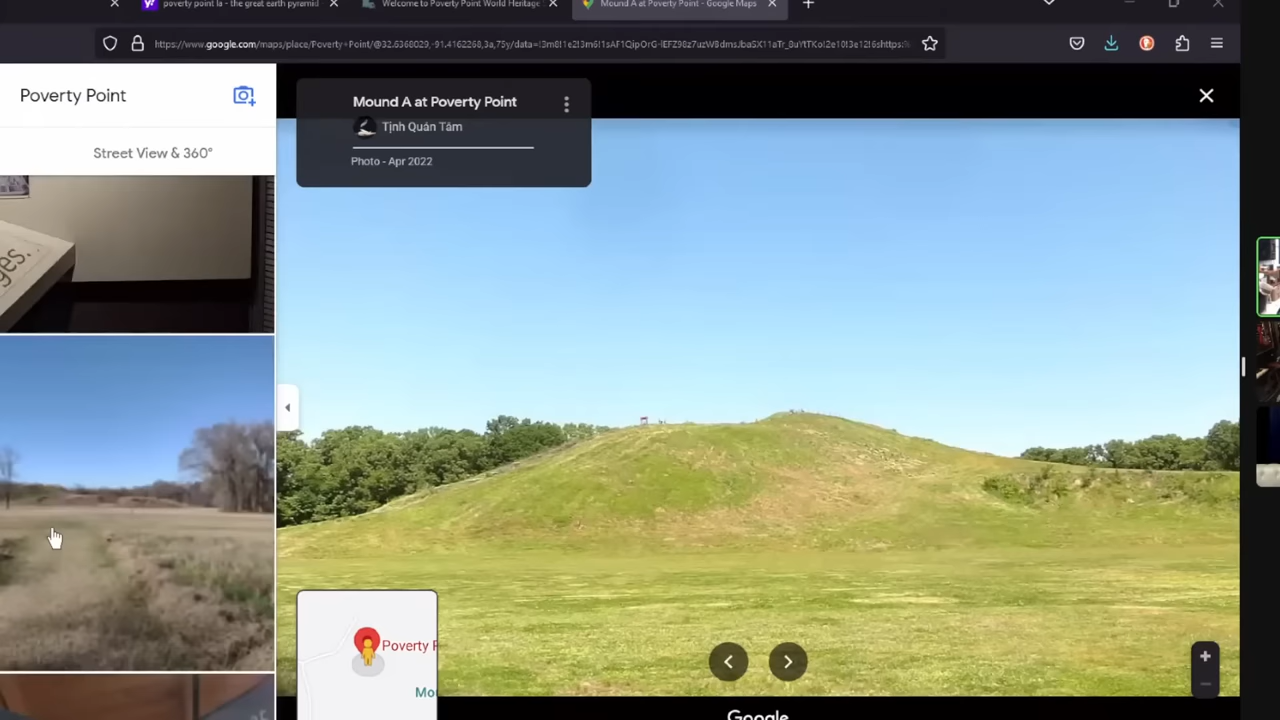 poverty point la - the great earth pyramid
Welcome to Poverty Point World Heritage
Mound A at Poverty Point - Google Maps
Poverty Point
Street View & 360°
ges.
Mound A at Poverty Point
Tịnh Quán Tâm
Photo - Apr 2022
Poverty P
Mou
Google